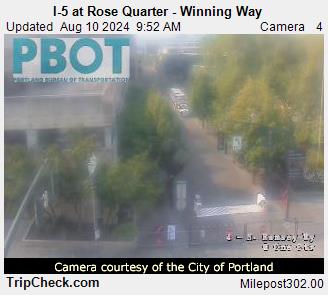 I-5 at Rose Quarter - Winning Way
Updated Aug 10 2024 9:52 AM Camera 4
PBOT
PORTLAND BUREAU OF TRANSPORTATION
Camera courtesy of the City of Portland
TripCheck.com Milepost302.00